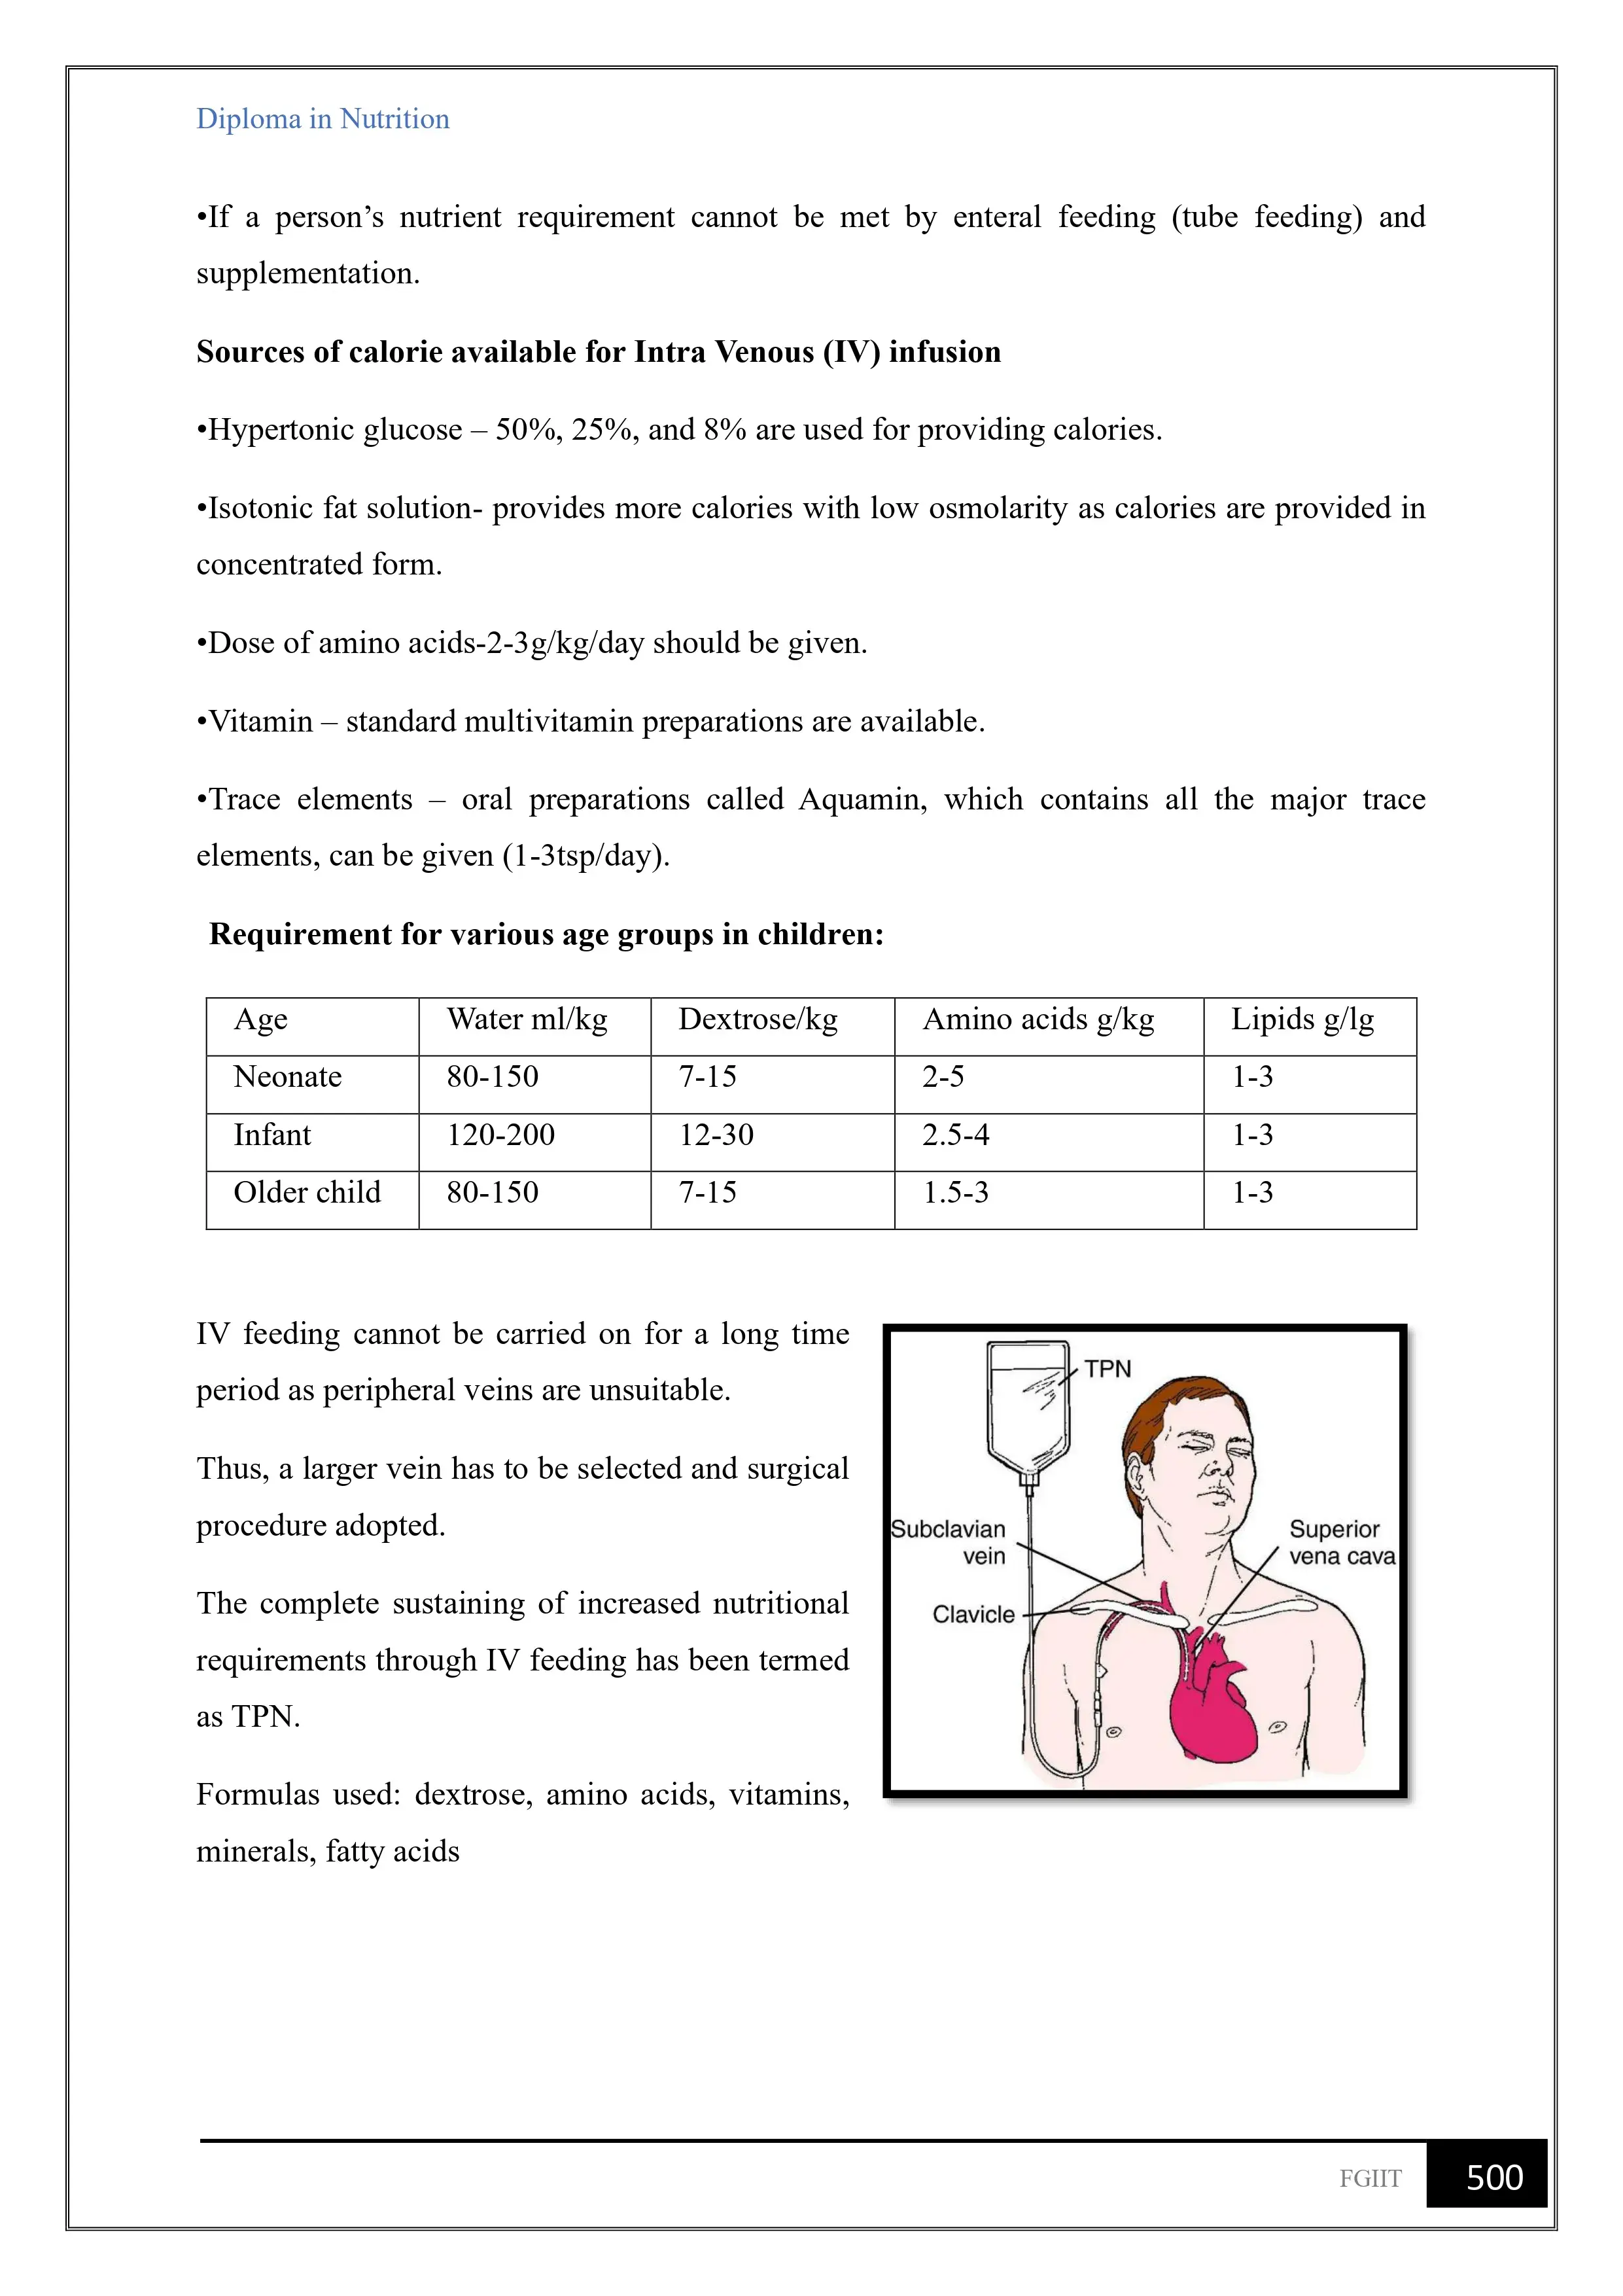 Diploma in Nutrition
•If a person’s nutrient requirement cannot be met by enteral feeding (tube feeding) and
supplementation.
Sources of calorie available for Intra Venous (IV) infusion
•Hypertonic glucose – 50%, 25%, and 8% are used for providing calories.
•Isotonic fat solution- provides more calories with low osmolarity as calories are provided in
concentrated form.
•Dose of amino acids-2-3g/kg/day should be given.
•Vitamin – standard multivitamin preparations are available.
•Trace elements – oral preparations called Aquamin, which contains all the major trace
elements, can be given (1-3tsp/day).
Requirement for various age groups in children:
Age Water ml/kg Dextrose/kg Amino acids g/kg Lipids g/lg
Neonate 80-150 7-15 2-5 1-3
Infant 120-200 12-30 2.5-4 1-3
Older child 80-150 7-15 1.5-3 1-3
IV feeding cannot be carried on for a long time
period as peripheral veins are unsuitable.
Thus, a larger vein has to be selected and surgical
procedure adopted.
The complete sustaining of increased nutritional
requirements through IV feeding has been termed
as TPN.
Formulas used: dextrose, amino acids, vitamins,
minerals, fatty acids
TPN
Subclavian
vein
Superior
vena cava
Clavicle
FGIIT 500